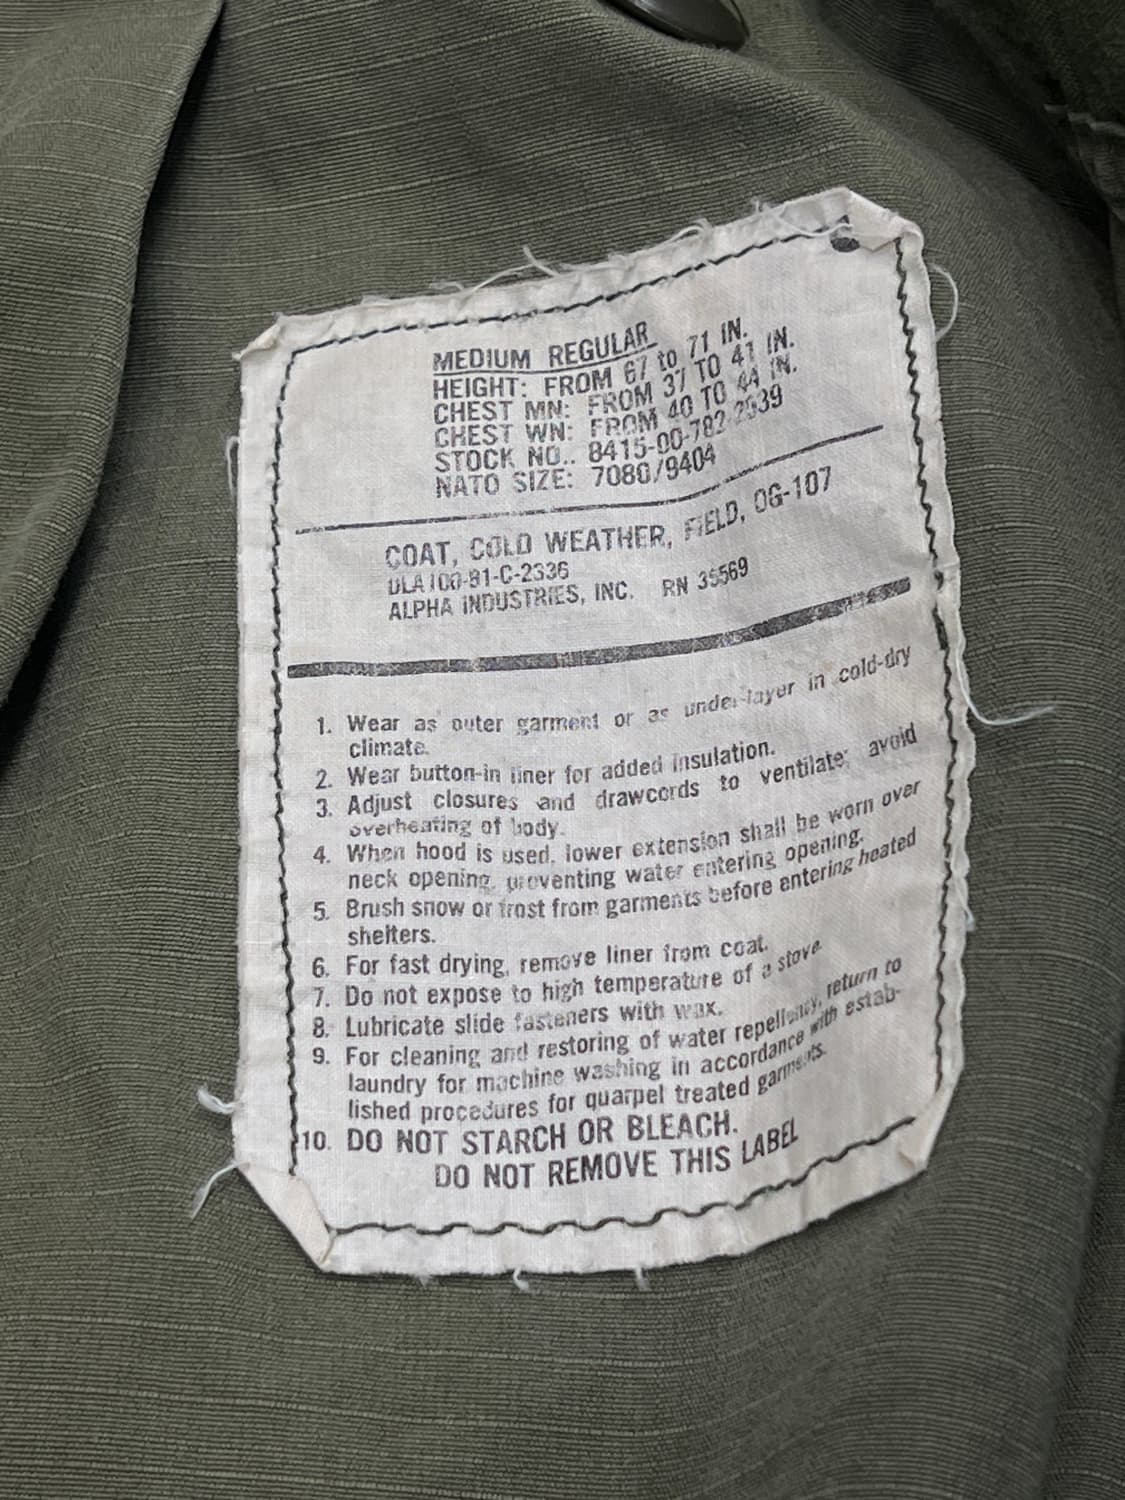 MEDIUM REGULAR
HEIGHT: FROM 67 to 71 IN.
CHEST MN: FROM 37 TO 41 IN.
CHEST WN: FROM 40 TO 44 IN.
STOCK NO.: 8415-00-782-2939
NATO SIZE: 7080/9404
COAT, COLD WEATHER, FIELD, OG-107
DLA100-81-C-2336
ALPHA INDUSTRIES, INC. RN 35569
1. Wear as outer garment or as under-layer in cold-dry
climate.
2. Wear button-in liner for added insulation.
3. Adjust closures and drawcords to ventilate; avoid
overheating of body.
4. When hood is used, lower extension shall be worn over
neck opening, preventing water entering opening.
5. Brush snow or frost from garments before entering heated
shelters.
6. For fast drying, remove liner from coat.
7. Do not expose to high temperature of a stove.
8. Lubricate slide fasteners with wax.
9. For cleaning and restoring of water repellency, return to
laundry for machine washing in accordance with estab-
lished procedures for quarpel treated garments.
10. DO NOT STARCH OR BLEACH.
DO NOT REMOVE THIS LABEL